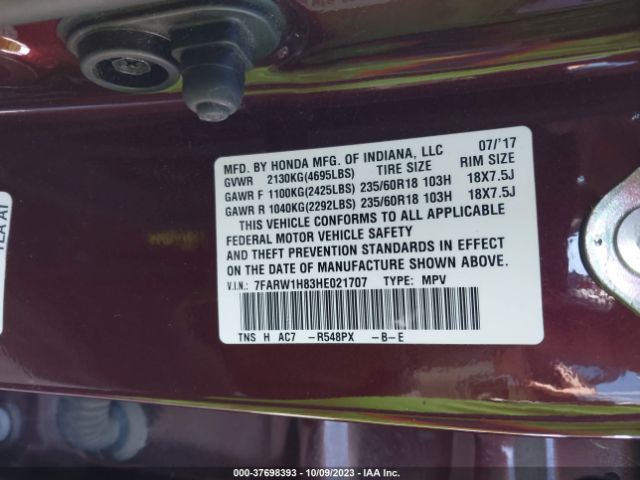 MFD. BY HONDA MFG. OF INDIANA, LLC 07/'17
GVWR 2130KG(4695LBS) TIRE SIZE RIM SIZE
GAWR F 1100KG(2425LBS) 235/60R18 103H 18X7.5J
GAWR R 1040KG(2292LBS) 235/60R18 103H 18X7.5J
THIS VEHICLE CONFORMS TO ALL APPLICABLE
FEDERAL MOTOR VEHICLE SAFETY
AND THEFT PREVENTION STANDARDS IN EFFECT
ON THE DATE OF MANUFACTURE SHOWN ABOVE.
V.I.N.: 7FARW1H83HE021707 TYPE: MPV
TNS H AC7 -R548PX -B-E
000-37698393 - 10/09/2023 - IAA Inc.